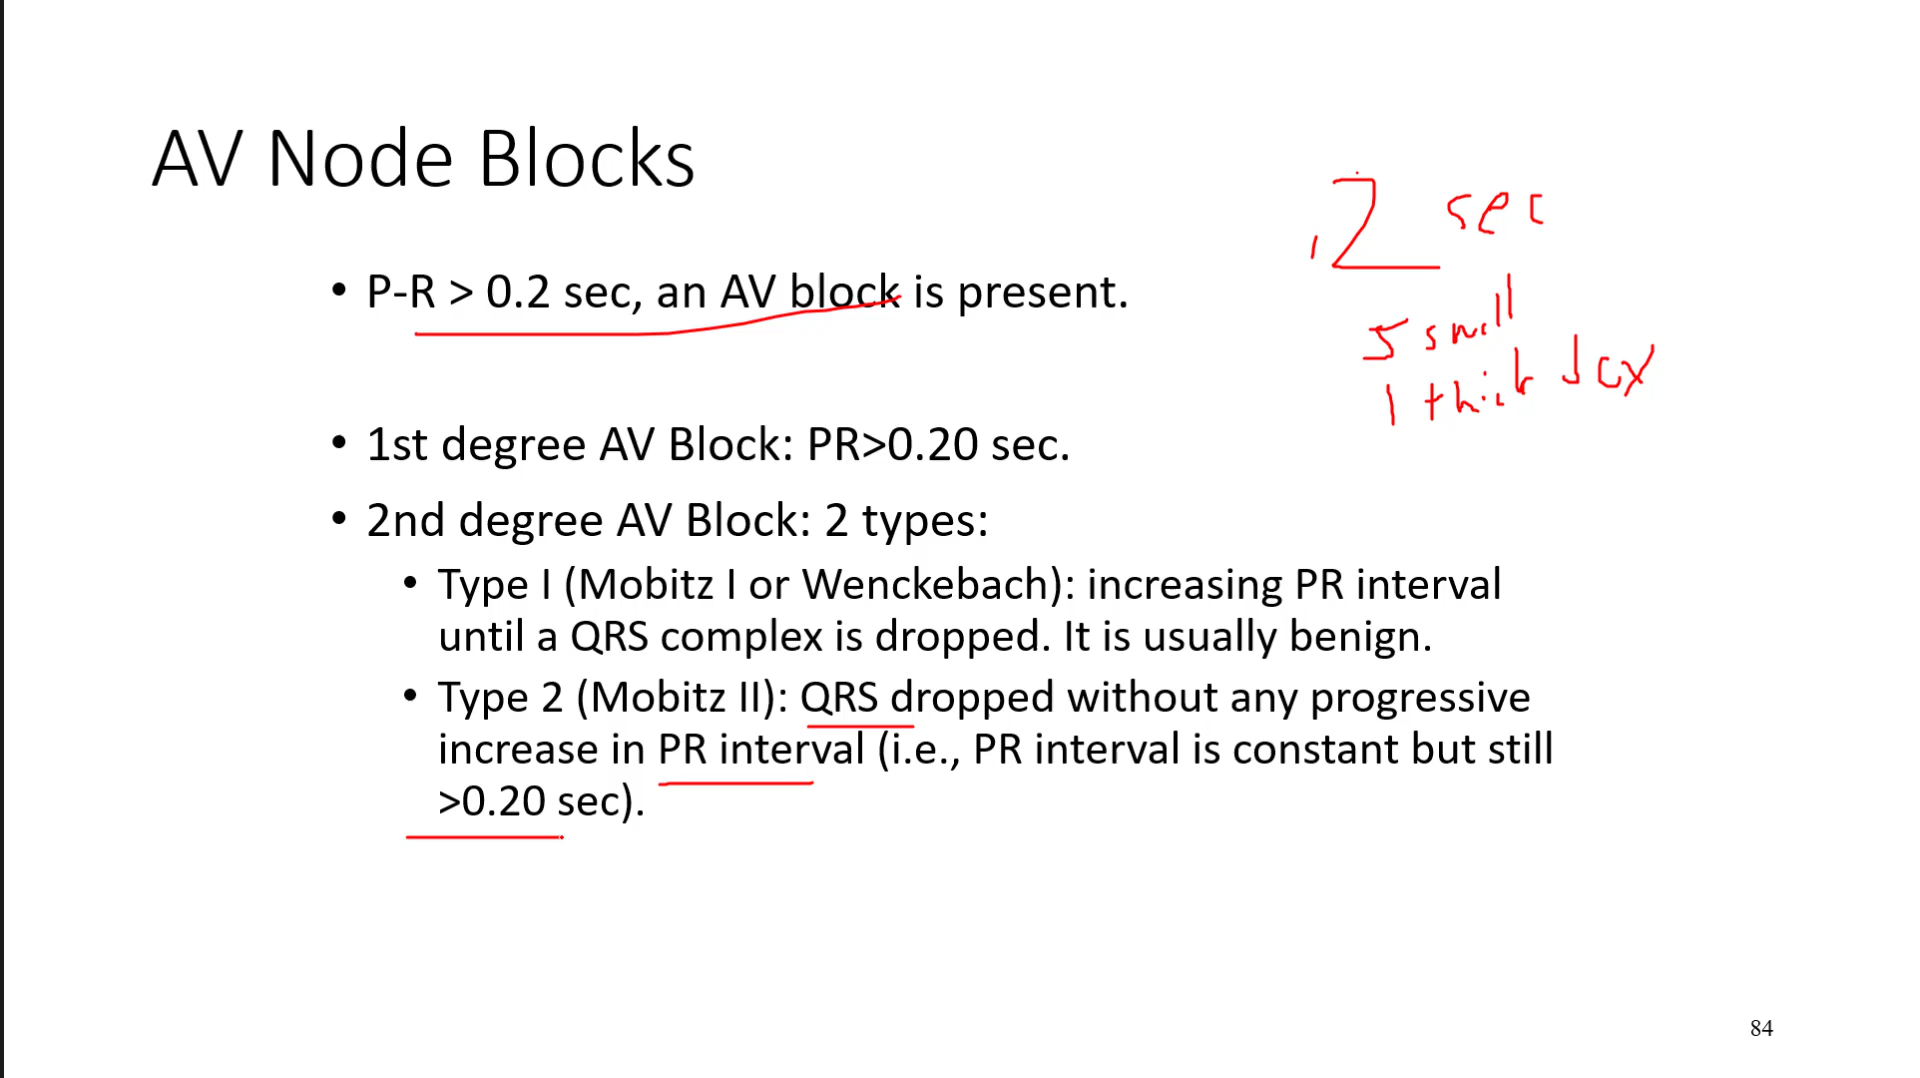 AV Node Blocks
.2 sec
• P-R > 0.2 sec, an AV block is present.
5 small
1 thick box
• 1st degree AV Block: PR>0.20 sec.
• 2nd degree AV Block: 2 types:
• Type I (Mobitz I or Wenckebach): increasing PR interval
until a QRS complex is dropped. It is usually benign.
• Type 2 (Mobitz II): QRS dropped without any progressive
increase in PR interval (i.e., PR interval is constant but still
>0.20 sec).
84